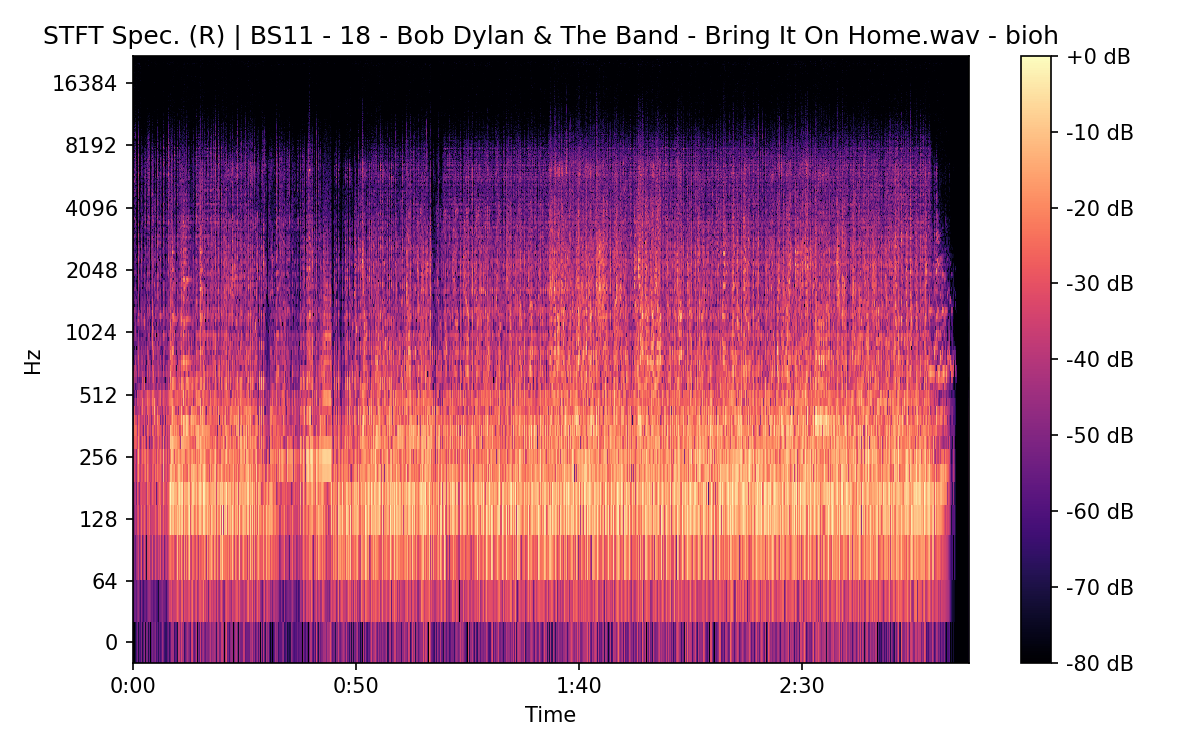 STFT Spec. (R) | BS11 - 18 - Bob Dylan & The Band - Bring It On Home.wav - bioh
16384
8192
4096
2048
1024
512
256
128
64
0
Hz
0:00
0:50
1:40
2:30
Time
+0 dB
-10 dB
-20 dB
-30 dB
-40 dB
-50 dB
-60 dB
-70 dB
-80 dB